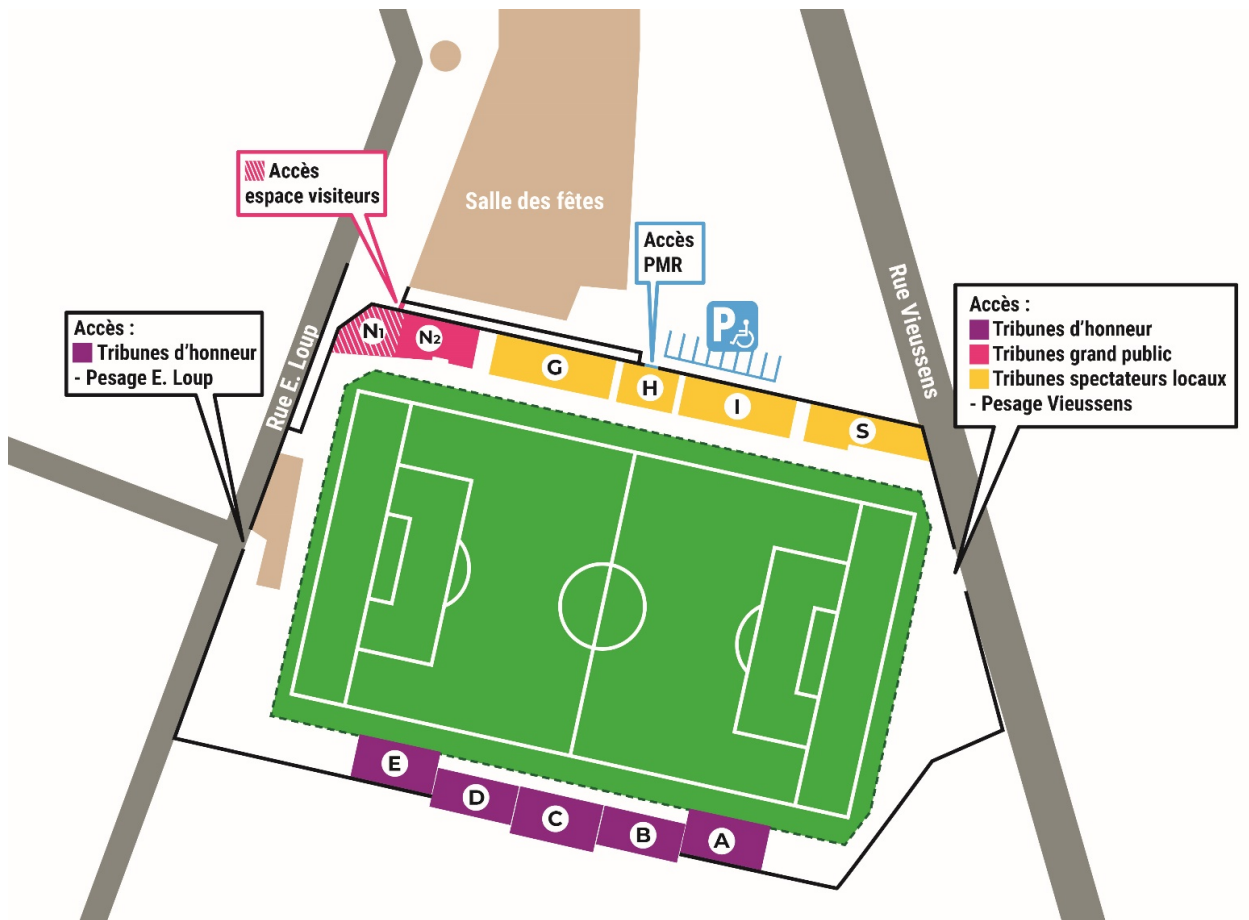 Accès
espace visiteurs
Salle des fêtes
Accès
PMR
P
Rue Vieussens
Accès :
Tribunes d'honneur
Tribunes grand public
Tribunes spectateurs locaux
- Pesage Vieussens
Accès :
Tribunes d'honneur
- Pesage E. Loup
Rue E. Loup
N1
N2
G
H
I
S
E
D
C
B
A